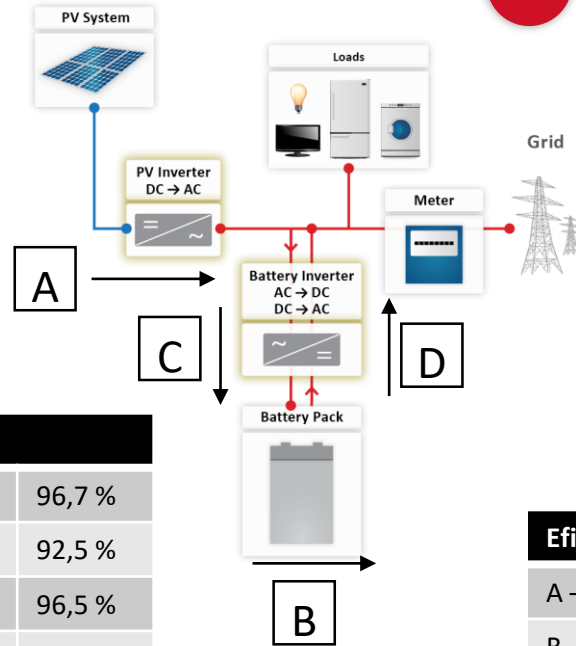 PV System
Loads
Grid
PV Inverter
DC → AC
Meter
A
Battery Inverter
AC → DC
DC → AC
C
D
Battery Pack
96,7 %
92,5 %
96,5 %
B
A